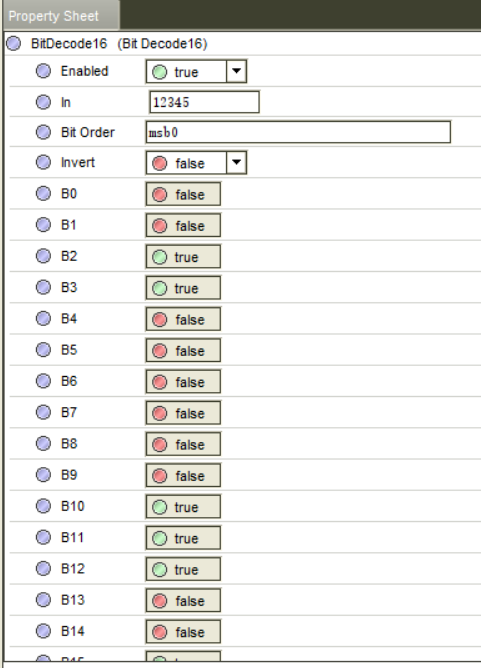 Property Sheet
BitDecode16 (Bit Decode16)
Enabled true
In 12345
Bit Order msb0
Invert false
B0 false
B1 false
B2 true
B3 true
B4 false
B5 false
B6 false
B7 false
B8 false
B9 false
B10 true
B11 true
B12 true
B13 false
B14 false